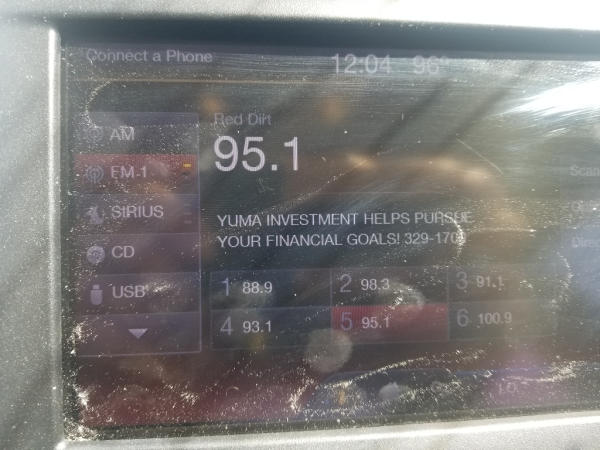 Connect a Phone
12:04 96°
AM
FM 1
SIRIUS
CD
USB
Red Dirt
95.1
YUMA INVESTMENT HELPS PURSUE
YOUR FINANCIAL GOALS! 329-170
1 88.9
2 98.3
3 91.1
4 93.1
5 95.1
6 100.9
LO